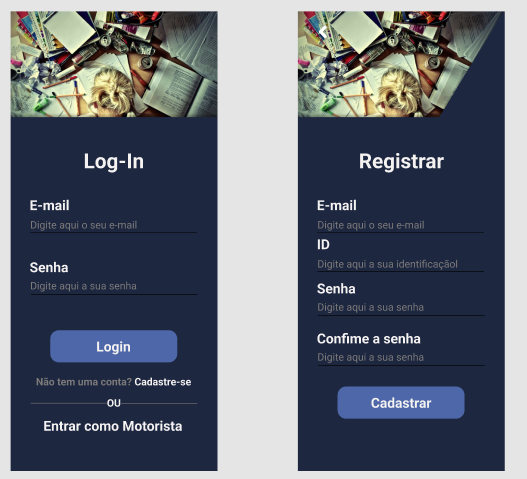 Log-In
E-mail
Digite aqui o seu e-mail
Senha
Digite aqui a sua senha
Login
Não tem uma conta? Cadastre-se
OU
Entrar como Motorista
Registrar
E-mail
Digite aqui o seu e-mail
ID
Digite aqui a sua identificaçãol
Senha
Digite aqui a sua senha
Confime a senha
Digite aqui a sua senha
Cadastrar